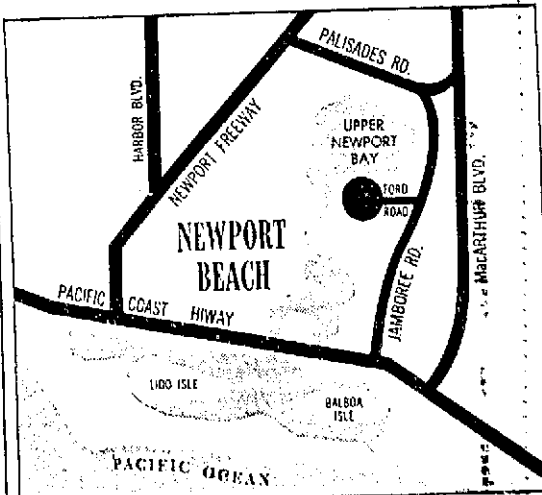 PALISADES RD.
HARBOR BLVD.
NEWPORT FREEWAY
UPPER
NEWPORT
BAY
FORD
ROAD
MacARTHUR BLVD.
NEWPORT
BEACH
JAMBOREE RD.
PACIFIC COAST HIWAY
LIDO ISLE
BALBOA
ISLE
PACIFIC OCEAN